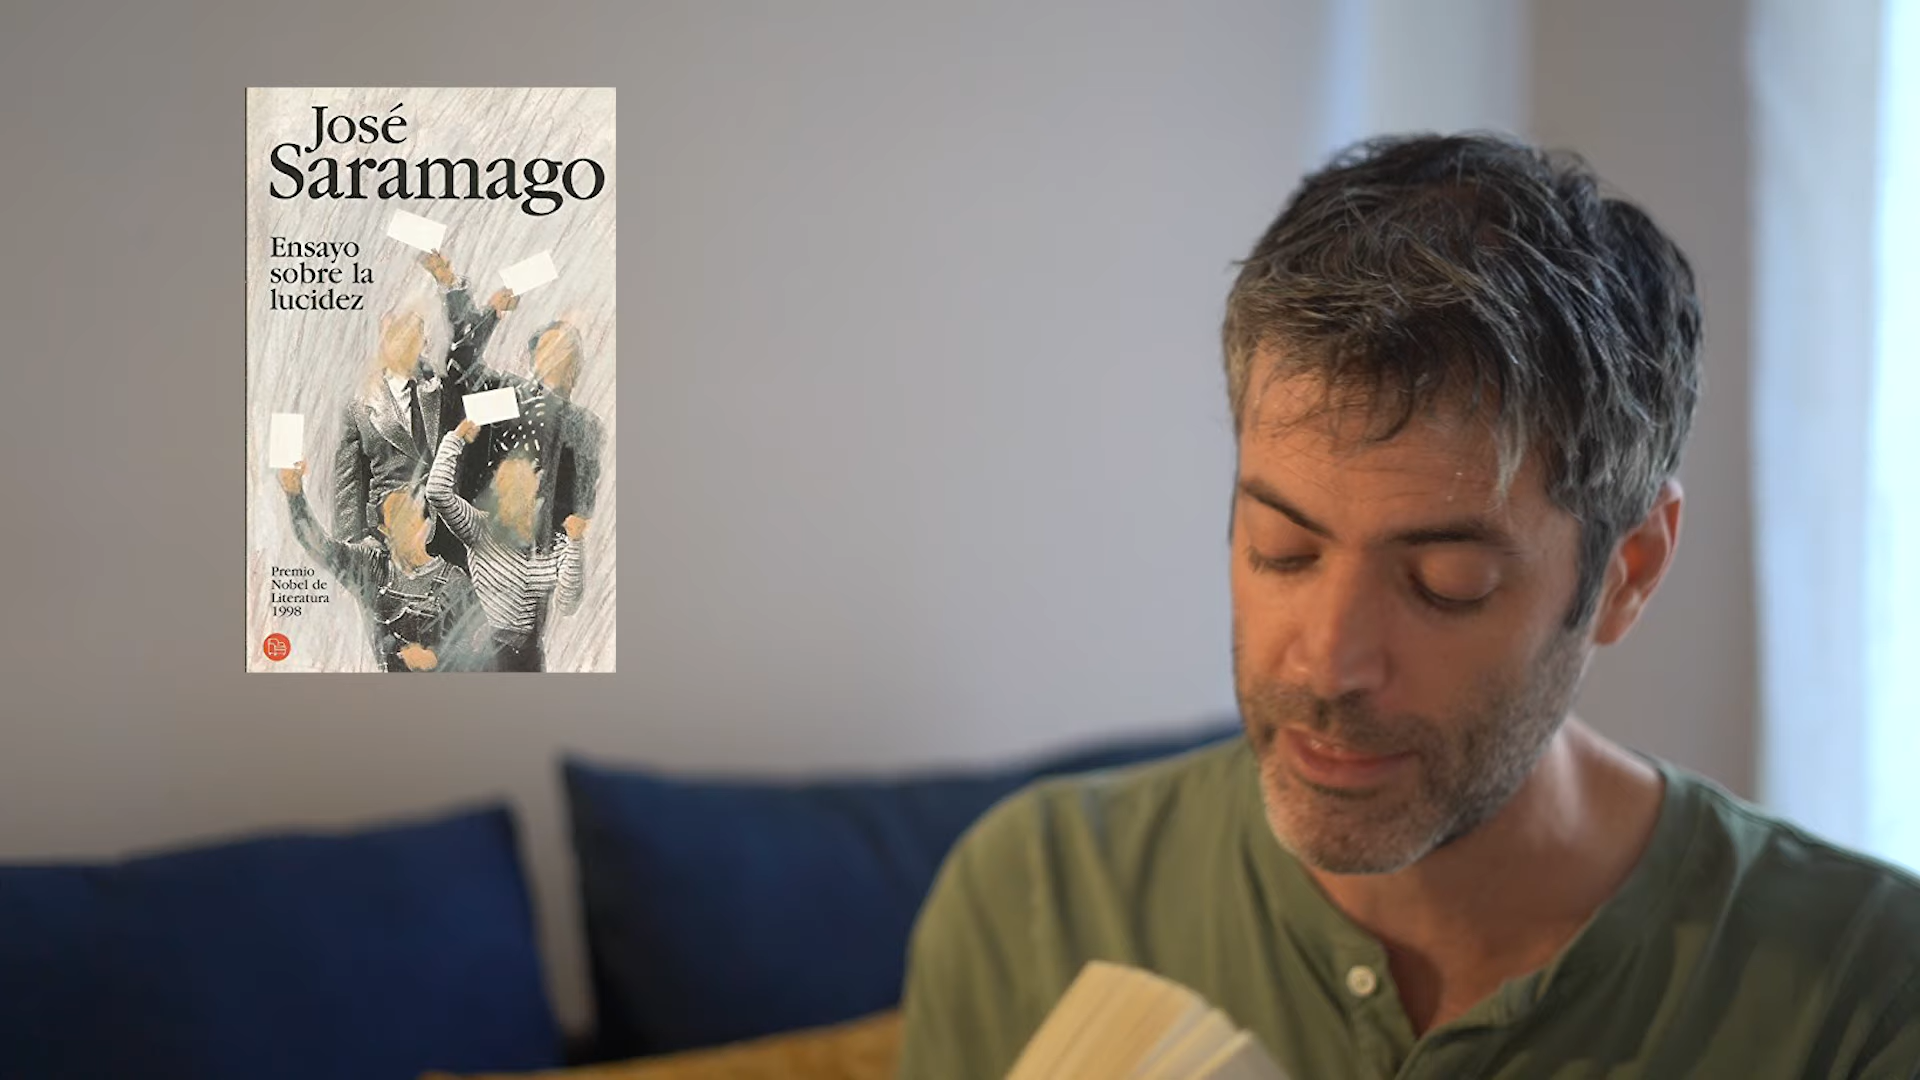 José
Saramago
Ensayo
sobre la
lucidez
Premio
Nobel de
Literatura
1998